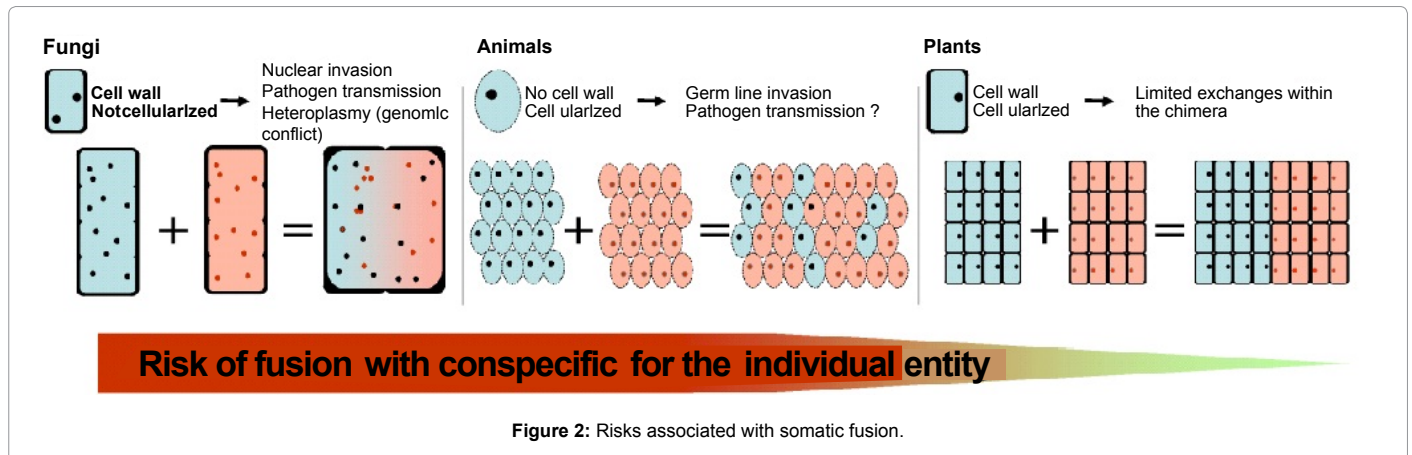 Fungi
Cell wall
NotcellularIzed
Nuclear invasion
Pathogen transmission
Heteroplasmy (genomIc
conflict)
+
=
Animals
No cell wall
Cell ularIzed
Germ line invasion
Pathogen transmission ?
+
=
Plants
Cell wall
Cell ularIzed
Limited exchanges within
the chimera
+
=
Risk of fusion with conspecific for the individual entity
Figure 2: Risks associated with somatic fusion.